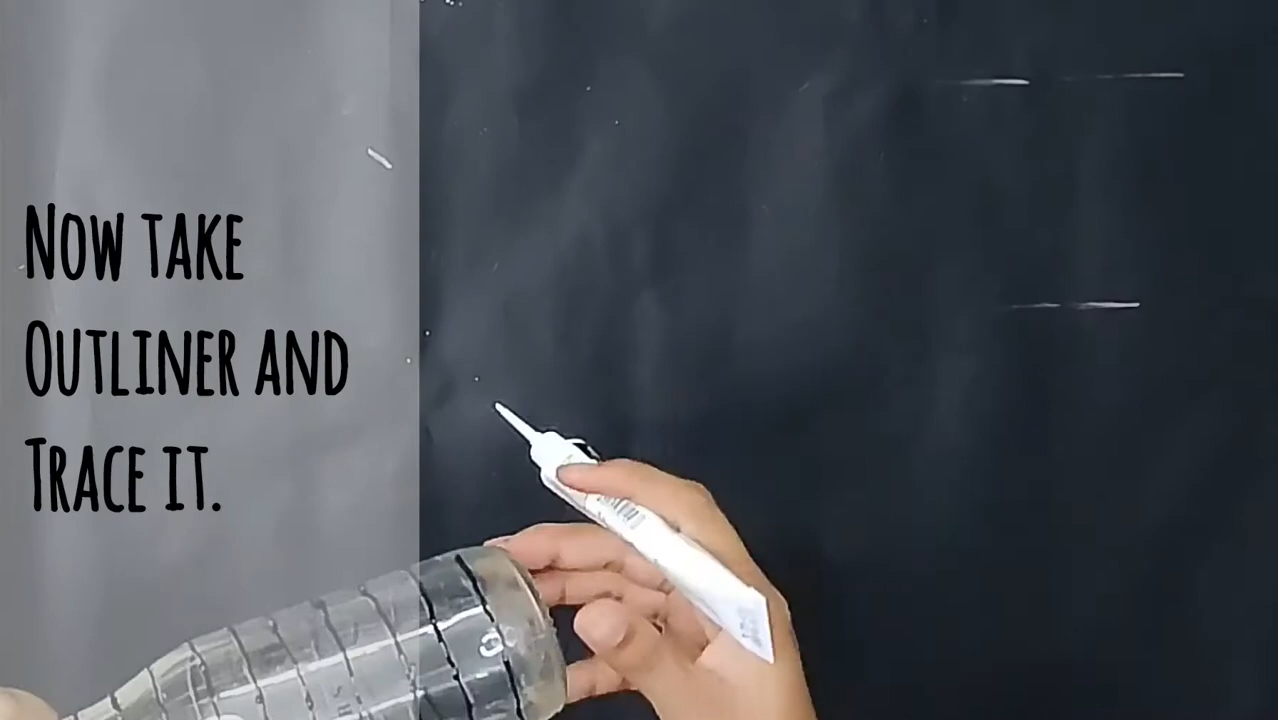 Now take
Outliner and
Trace it.